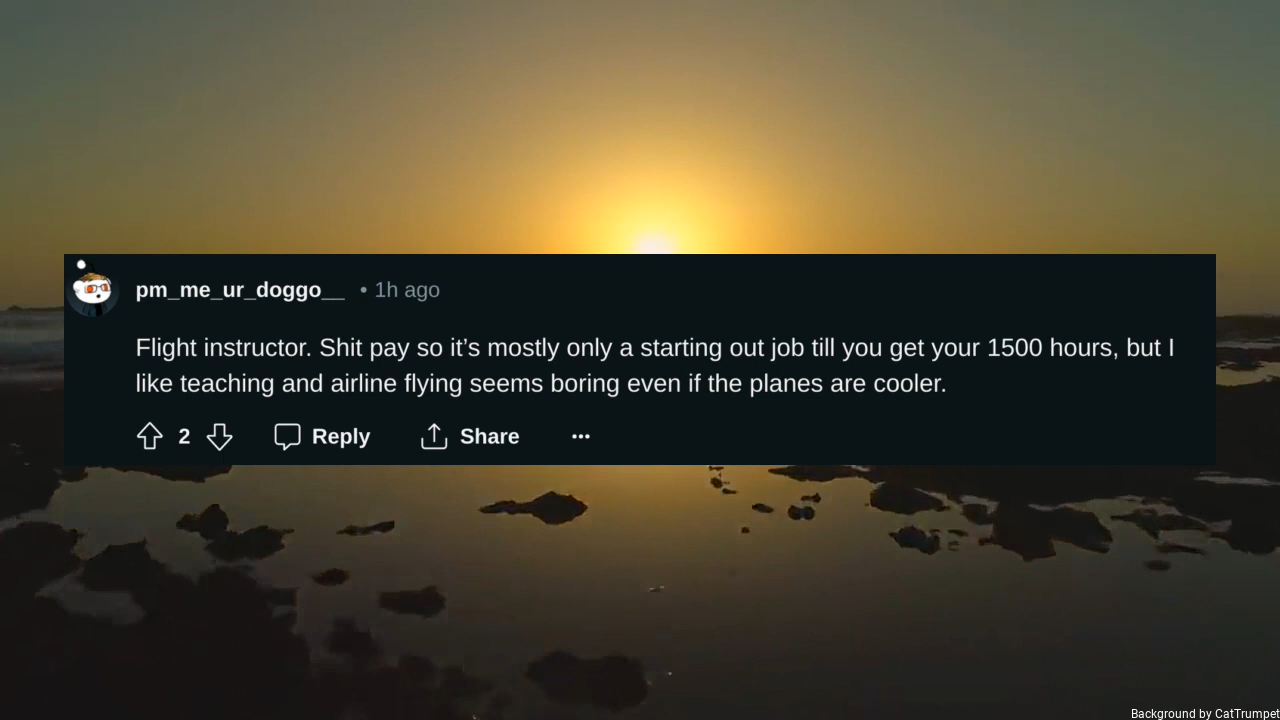 pm_me_ur_doggo__ • 1h ago
Flight instructor. Shit pay so it’s mostly only a starting out job till you get your 1500 hours, but I
like teaching and airline flying seems boring even if the planes are cooler.
2 Reply Share ···
Background by CatTrumpet